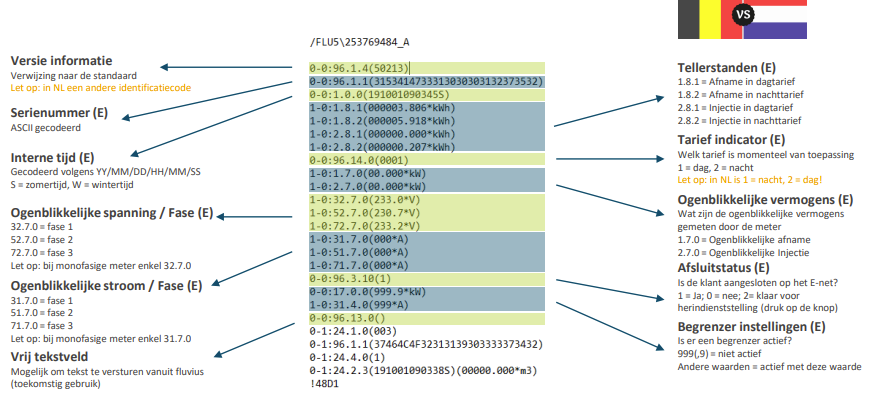 VS
/FLU5\253769484_A
Versie informatie
Verwijzing naar de standaard
Let op: in NL een andere identificatiecode
Serienummer (E)
ASCII gecodeerd
Interne tijd (E)
Gecodeerd volgens YY/MM/DD/HH/MM/SS
S = zomertijd, W = wintertijd
Ogenblikkelijke spanning / Fase (E)
32.7.0 = fase 1
52.7.0 = fase 2
72.7.0 = fase 3
Let op: bij monofasige meter enkel 32.7.0
Ogenblikkelijke stroom / Fase (E)
31.7.0 = fase 1
51.7.0 = fase 2
71.7.0 = fase 3
Let op: bij monofasige meter enkel 31.7.0
Vrij tekstveld
Mogelijk om tekst te versturen vanuit fluvius
(toekomstig gebruik)
0-0:96.1.4(50213)
0-0:96.1.1(3153414733313030303132373532)
0-0:1.0.0(191001090345S)
1-0:1.8.1(000003.806*kWh)
1-0:1.8.2(000005.918*kWh)
1-0:2.8.1(000000.000*kWh)
1-0:2.8.2(000000.207*kWh)
0-0:96.14.0(0001)
1-0:1.7.0(00.000*kW)
1-0:2.7.0(00.000*kW)
1-0:32.7.0(233.0*V)
1-0:52.7.0(230.7*V)
1-0:72.7.0(233.2*V)
1-0:31.7.0(000*A)
1-0:51.7.0(000*A)
1-0:71.7.0(000*A)
0-0:96.3.10(1)
0-0:17.0.0(999.9*kW)
1-0:31.4.0(999*A)
0-0:96.13.0()
0-1:24.1.0(003)
0-1:96.1.1(37464C4F32313139303333373432)
0-1:24.4.0(1)
0-1:24.2.3(191001090338S)(00000.000*m3)
!48D1
Tellerstanden (E)
1.8.1 = Afname in dagtarief
1.8.2 = Afname in nachttarief
2.8.1 = Injectie in dagtarief
2.8.2 = Injectie in nachttarief
Tarief indicator (E)
Welk tarief is momenteel van toepassing
1 = dag, 2 = nacht
Let op: in NL is 1 = nacht, 2 = dag!
Ogenblikkelijke vermogens (E)
Wat zijn de ogenblikkelijke vermogens
gemeten door de meter
1.7.0 = Ogenblikkelijke afname
2.7.0 = Ogenblikkelijke Injectie
Afsluitstatus (E)
Is de klant aangesloten op het E-net?
1 = Ja; 0 = nee; 2= klaar voor
herindienststelling (druk op de knop)
Begrenzer instellingen (E)
Is er een begrenzer actief?
999(,9) = niet actief
Andere waarden = actief met deze waarde